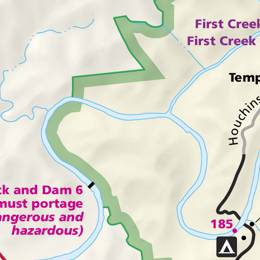 First Creek
First Creek
Temp
Houchins
ck and Dam 6
must portage
angerous and
hazardous)
185